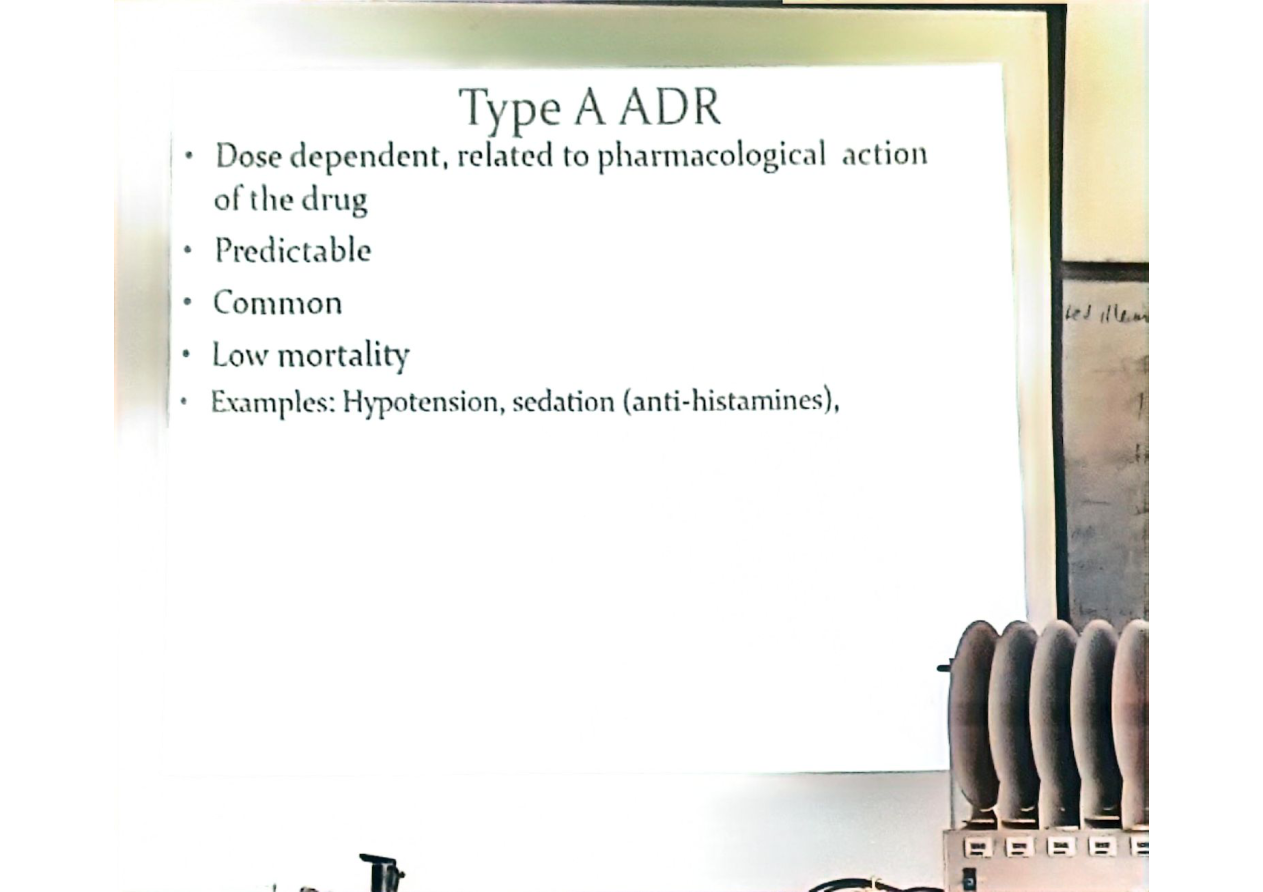 Type A ADR
• Dose dependent, related to pharmacological action
of the drug
• Predictable
• Common
• Low mortality
• Examples: Hypotension, sedation (anti-histamines),